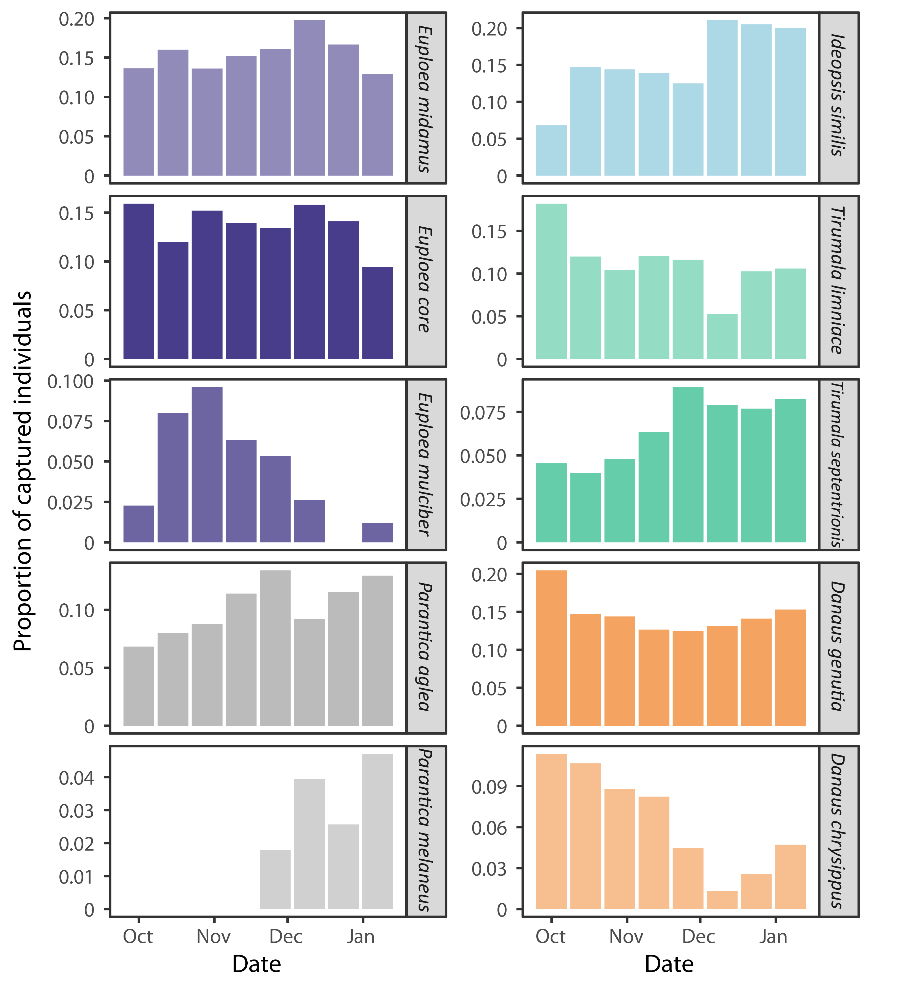 Proportion of captured individuals
0.20
0.15
0.10
0.05
0
Euploea midamus
0.20
0.15
0.10
0.05
0
Ideopsis similis
0.15
0.10
0.05
0
Euploea core
0.15
0.10
0.05
0
Tirumala limniace
0.100
0.075
0.050
0.025
0
Euploea mulciber
0.075
0.050
0.025
0
Tirumala septentrionis
0.10
0.05
0
Parantica aglea
0.20
0.15
0.10
0.05
0
Danaus genutia
0.04
0.03
0.02
0.01
0
Parantica melaneus
0.09
0.06
0.03
0
Danaus chrysippus
Oct Nov Dec Jan
Date
Oct Nov Dec Jan
Date